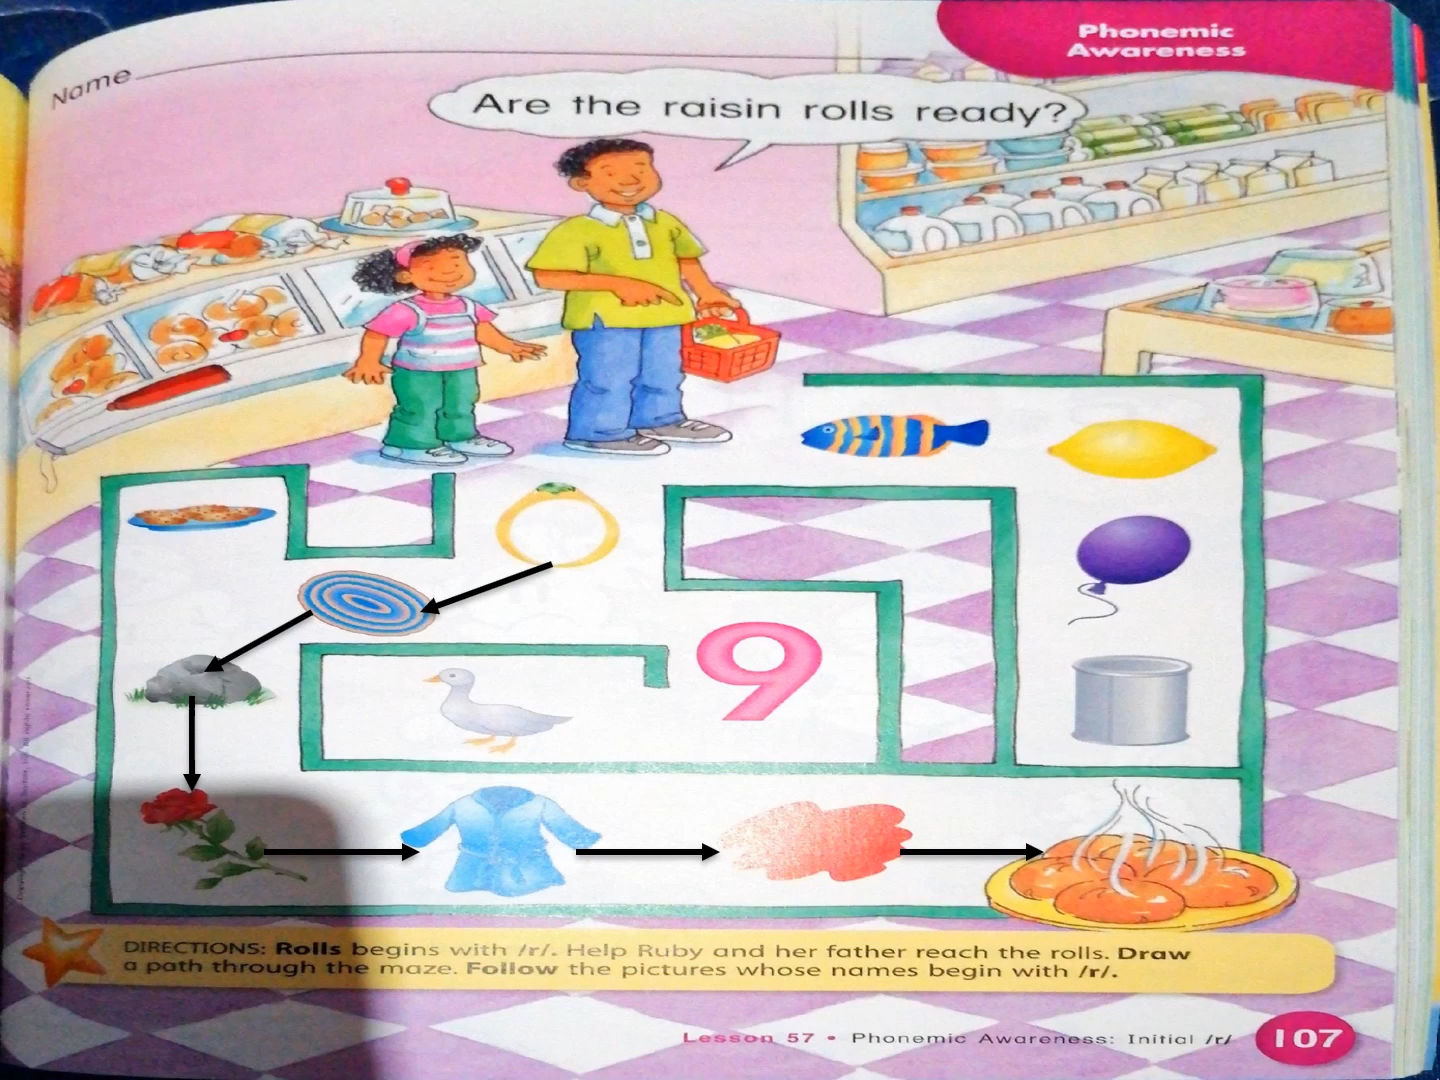 Phonemic
Awareness
Name
Are the raisin rolls ready?
9
DIRECTIONS: Rolls begins with /r/. Help Ruby and her father reach the rolls. Draw
a path through the maze. Follow the pictures whose names begin with /r/.
Lesson 57 • Phonemic Awareness: Initial /r/
107